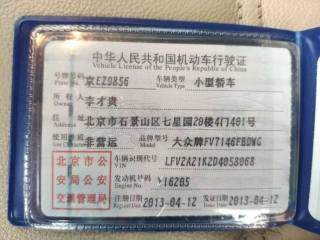 中华人民共和国机动车行驶证
Vehicle License of the People's Republic of China
号牌号码 京EZ9856 车辆类型 小型轿车
Plate No. Vehicle Type
所有人 李才贵
Owner
住 址 北京市石景山区七星园20楼4门401号
Address
使用性质 非营运 品牌型号 大众牌FV7146FBDWG
Use Character Model
北京市公 车辆识别代号 LFV2A21KZD4058068
VIN
安局公安 发动机号码 16205
Engine No.
交通管理局 注册日期 2013-04-12 发证日期 2013-04-12
Register Date Issue Date